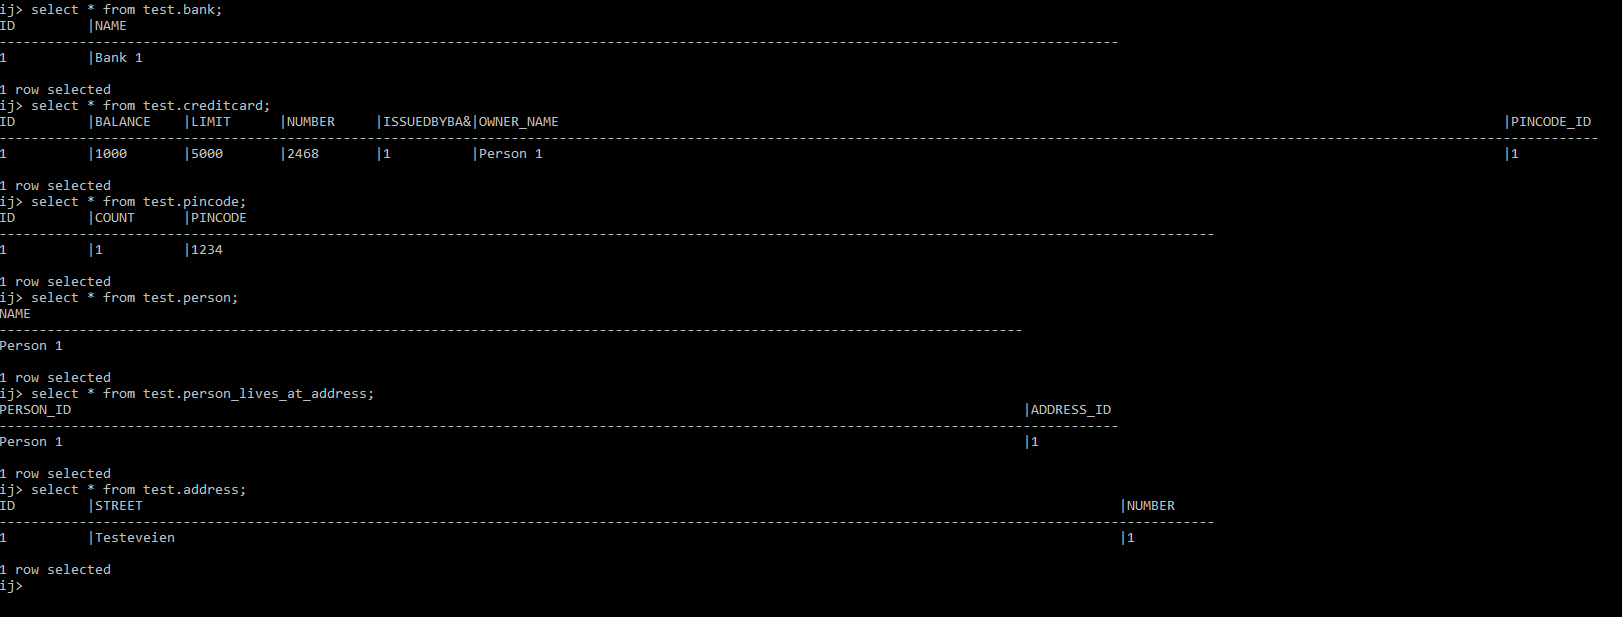 ij> select * from test.bank;
ID         |NAME
--------------------------------------------------------------------------------------------------------------------------------------------
1          |Bank 1

1 row selected
ij> select * from test.creditcard;
ID         |BALANCE    |LIMIT      |NUMBER     |ISSUEDBYBA&|OWNER_NAME                                                                                                                      |PINCODE_ID
--------------------------------------------------------------------------------------------------------------------------------------------------------------------------------------------------------
1          |1000       |5000       |2468       |1          |Person 1                                                                                                                        |1

1 row selected
ij> select * from test.pincode;
ID         |COUNT      |PINCODE
--------------------------------------------------------------------------------------------------------------------------------------------------------
1          |1          |1234

1 row selected
ij> select * from test.person;
NAME
--------------------------------------------------------------------------------------------------------------------------------
Person 1

1 row selected
ij> select * from test.person_lives_at_address;
PERSON_ID                                                                                                                       |ADDRESS_ID
--------------------------------------------------------------------------------------------------------------------------------------------
Person 1                                                                                                                        |1

1 row selected
ij> select * from test.address;
ID         |STREET                                                                                                                          |NUMBER
--------------------------------------------------------------------------------------------------------------------------------------------------------
1          |Testeveien                                                                                                                      |1

1 row selected
ij>